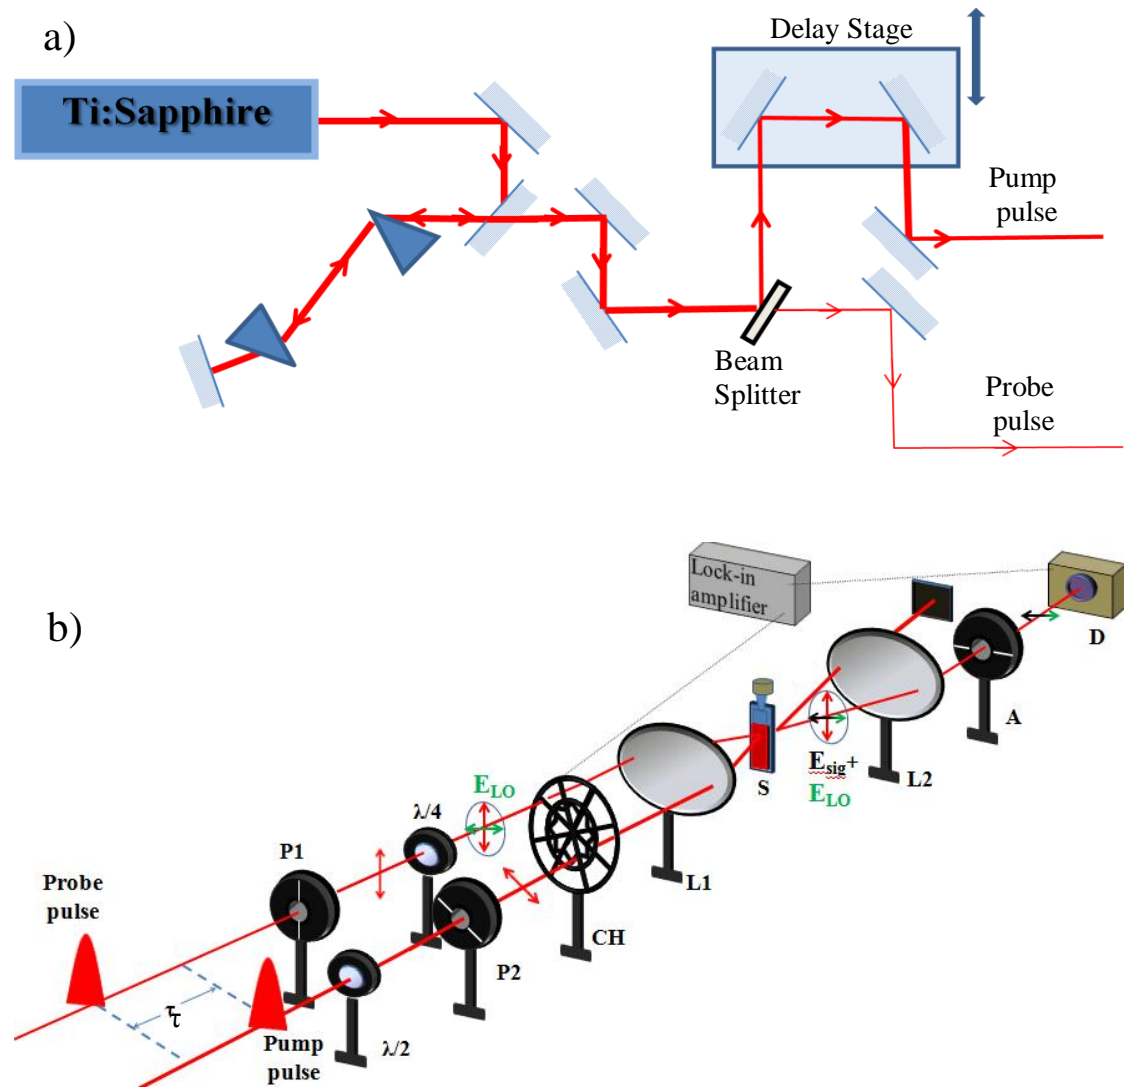 a)
Ti:Sapphire
Delay Stage
Pump
pulse
Beam
Splitter
Probe
pulse
b)
Lock-in
amplifier
D
A
L2
E_sig+
E_LO
S
L1
E_LO
CH
λ/4
P1
P2
Probe
pulse
τ
Pump
pulse
λ/2